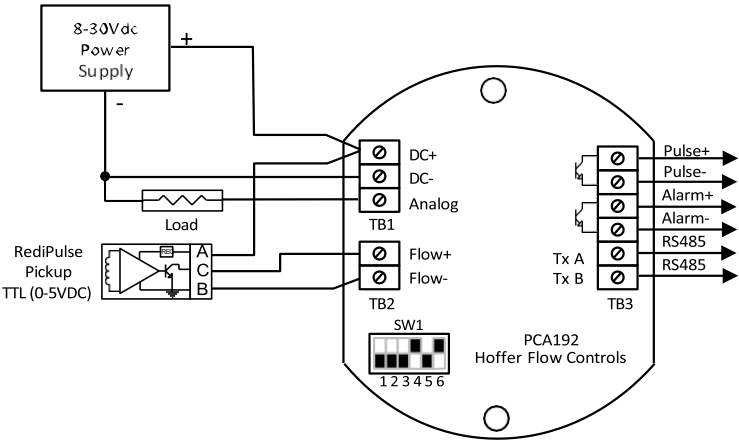 8-30Vdc
Power
Supply
+
-
DC+
DC-
Analog
TB1
Load
RediPulse
Pickup
TTL (0-5VDC)
REG
A
C
B
Flow+
Flow-
TB2
SW1
1 2 3 4 5 6
PCA192
Hoffer Flow Controls
Pulse+
Pulse-
Alarm+
Alarm-
Tx A
RS485
Tx B
RS485
TB3